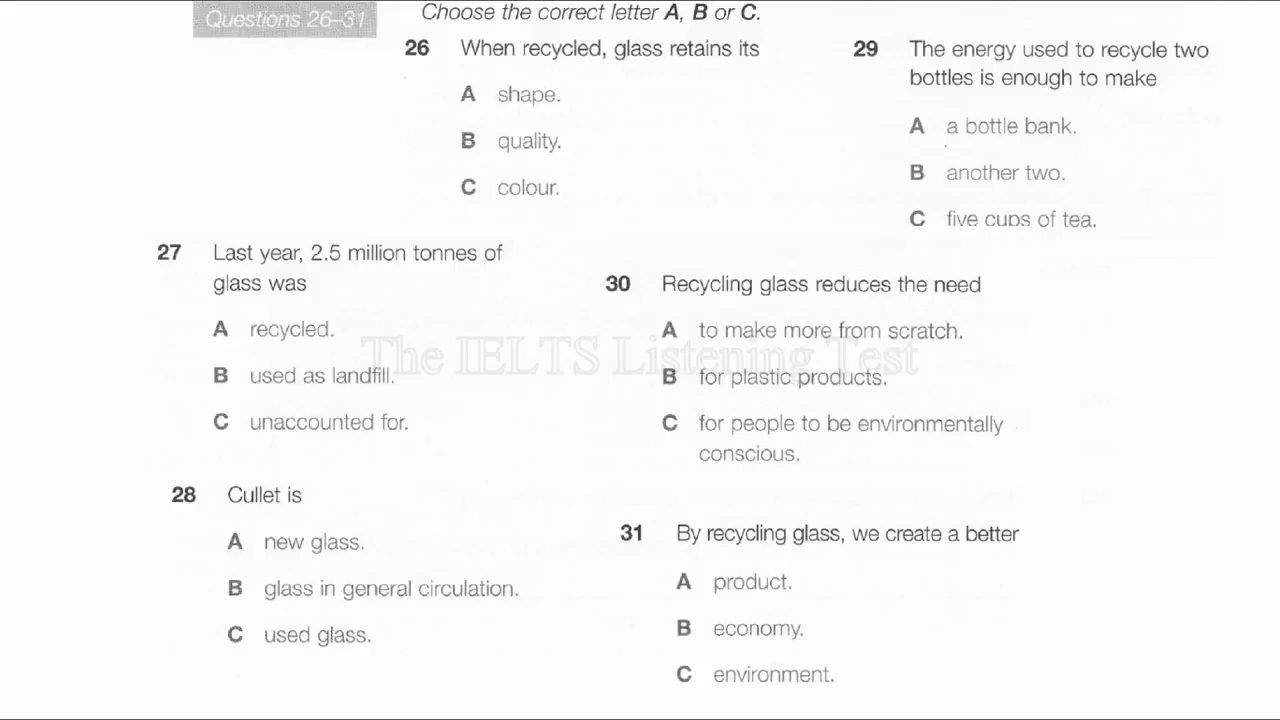 Questions 26–31
Choose the correct letter A, B or C.
26 When recycled, glass retains its
A shape.
B quality.
C colour.
27 Last year, 2.5 million tonnes of
glass was
A recycled.
B used as landfill.
C unaccounted for.
28 Cullet is
A new glass.
B glass in general circulation.
C used glass.
29 The energy used to recycle two
bottles is enough to make
A a bottle bank.
B another two.
C five cups of tea.
30 Recycling glass reduces the need
A to make more from scratch.
B for plastic products.
C for people to be environmentally
conscious.
31 By recycling glass, we create a better
A product.
B economy.
C environment.
The IELTS Listening Test